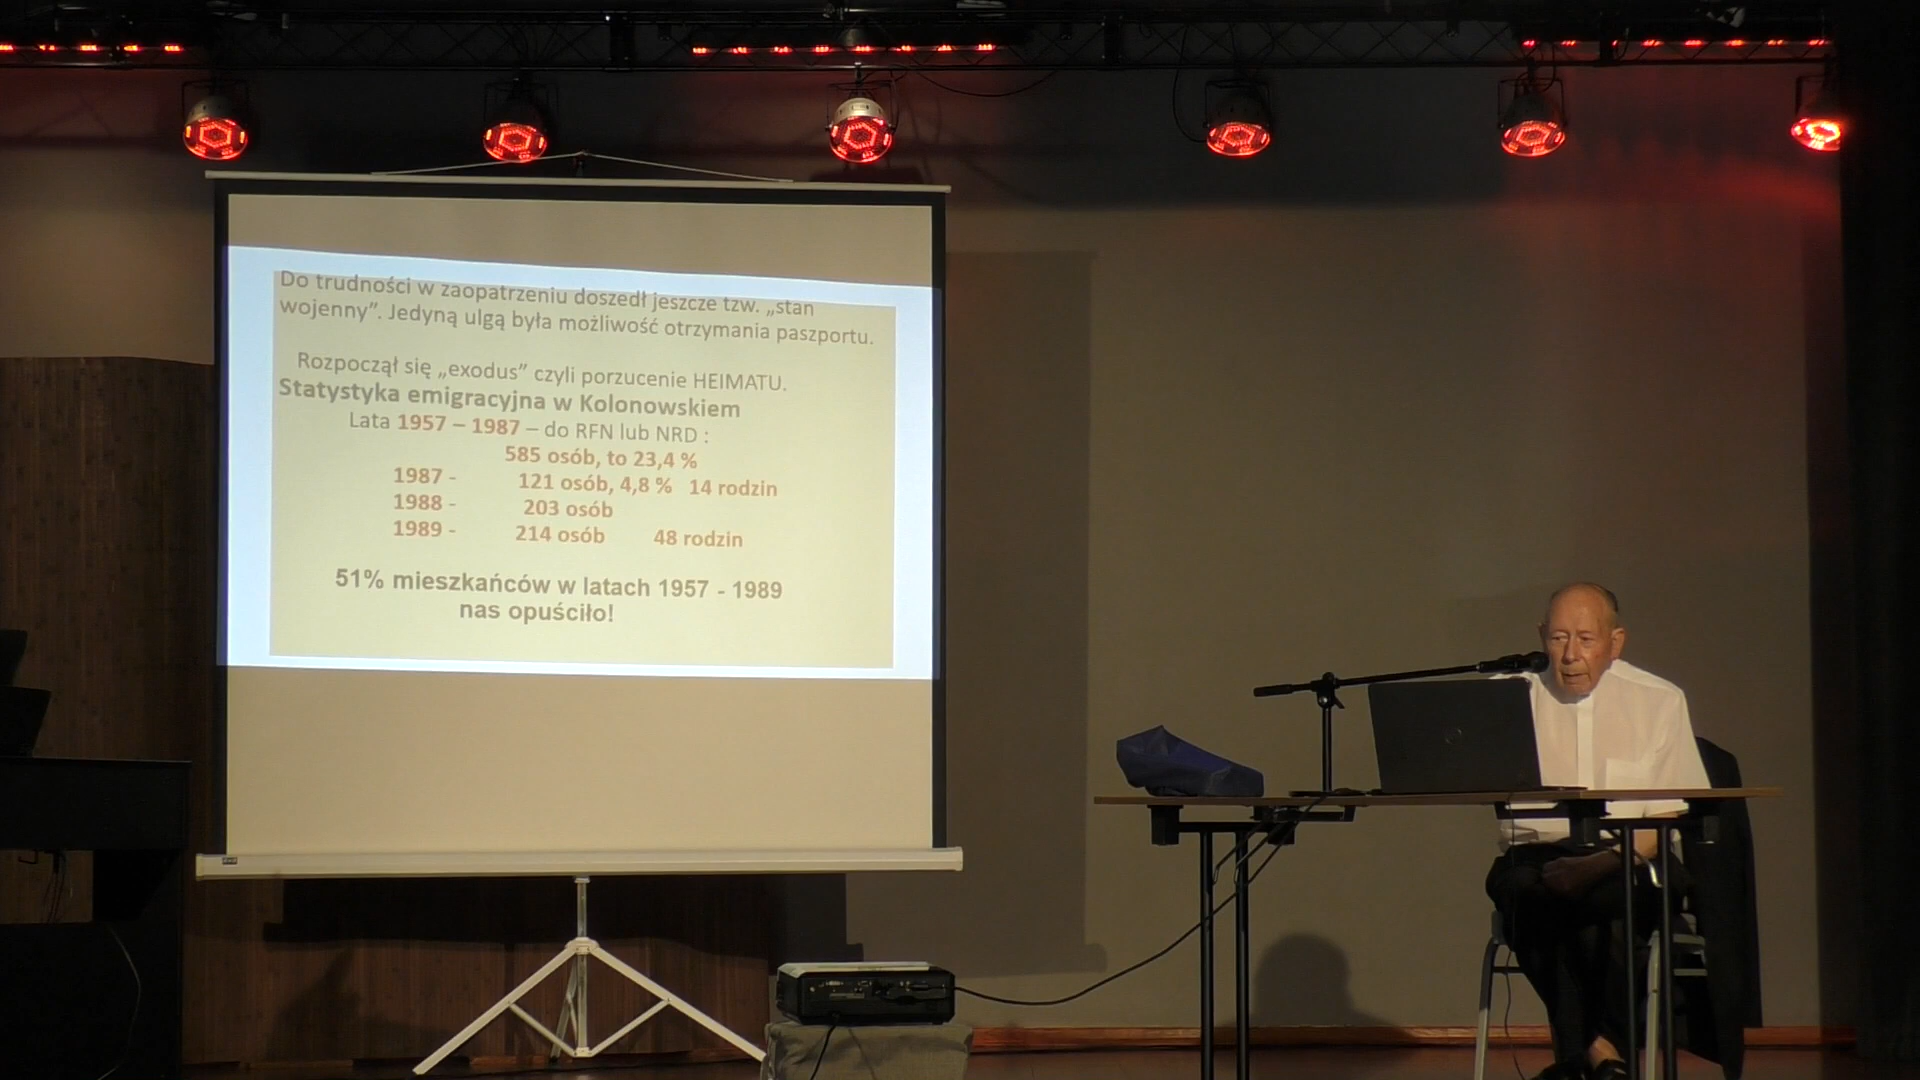 Do trudności w zaopatrzeniu doszedł jeszcze tzw. „stan
wojenny”. Jedyną ulgą była możliwość otrzymania paszportu.
Rozpoczął się „exodus” czyli porzucenie HEIMATU.
Statystyka emigracyjna w Kolonowskiem
Lata 1957 – 1987 – do RFN lub NRD :
585 osób, to 23,4 %
1987 - 121 osób, 4,8 % 14 rodzin
1988 - 203 osób
1989 - 214 osób 48 rodzin
51% mieszkańców w latach 1957 - 1989
nas opuściło!